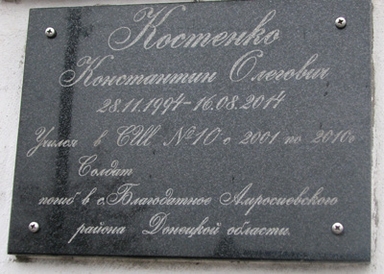 Костенко
Константин Олегович
28.11.1994-16.08.2014
Учился в СШ №10 с 2001 по 2010г
Солдат
погиб в с.Благодатное Амросиевского
района Донецкой области.